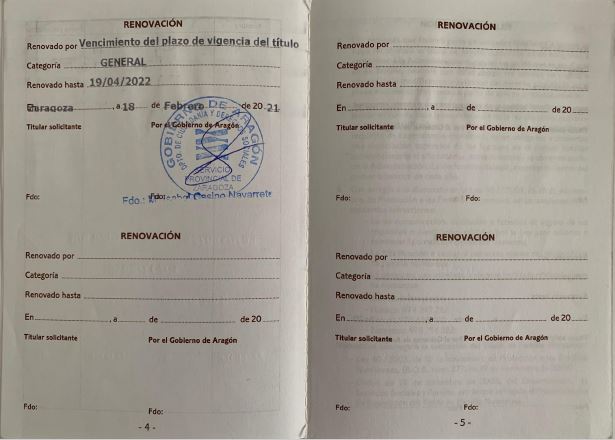 RENOVACIÓN
Renovado por Vencimiento del plazo de vigencia del título
Categoría GENERAL
Renovado hasta 19/04/2022
En Zaragoza, a 18 de Febrero de 20 21
Titular solicitante Por el Gobierno de Aragón
GOBIERNO DE ARAGÓN
DPTO. DE CIUDADANÍA Y DERECHOS SOCIALES
SERVICIO
PROVINCIAL DE
ZARAGOZA
Fdo: Fdo: Fdo.: Casino Navarrete
RENOVACIÓN
Renovado por
Categoría
Renovado hasta
En , a de de 20
Titular solicitante Por el Gobierno de Aragón
Fdo: Fdo:
- 4 -
RENOVACIÓN
Renovado por
Categoría
Renovado hasta
En , a de de 20
Titular solicitante Por el Gobierno de Aragón
Fdo: Fdo:
RENOVACIÓN
Renovado por
Categoría
Renovado hasta
En , a de de 20
Titular solicitante Por el Gobierno de Aragón
Fdo: Fdo:
- 5 -